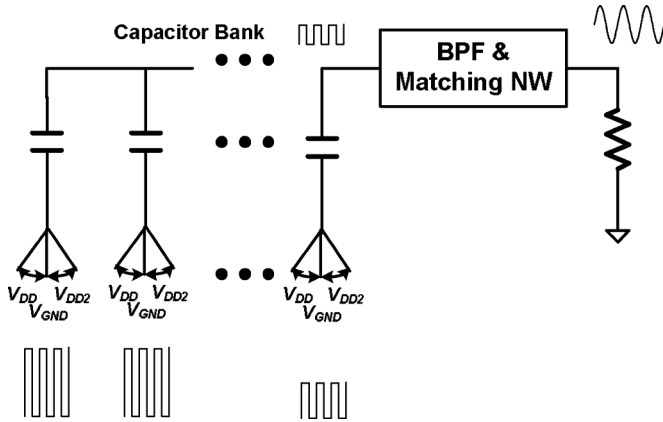 Capacitor Bank
BPF &
Matching NW
VDD VDD2
VGND
VDD VDD2
VGND
VDD VDD2
VGND